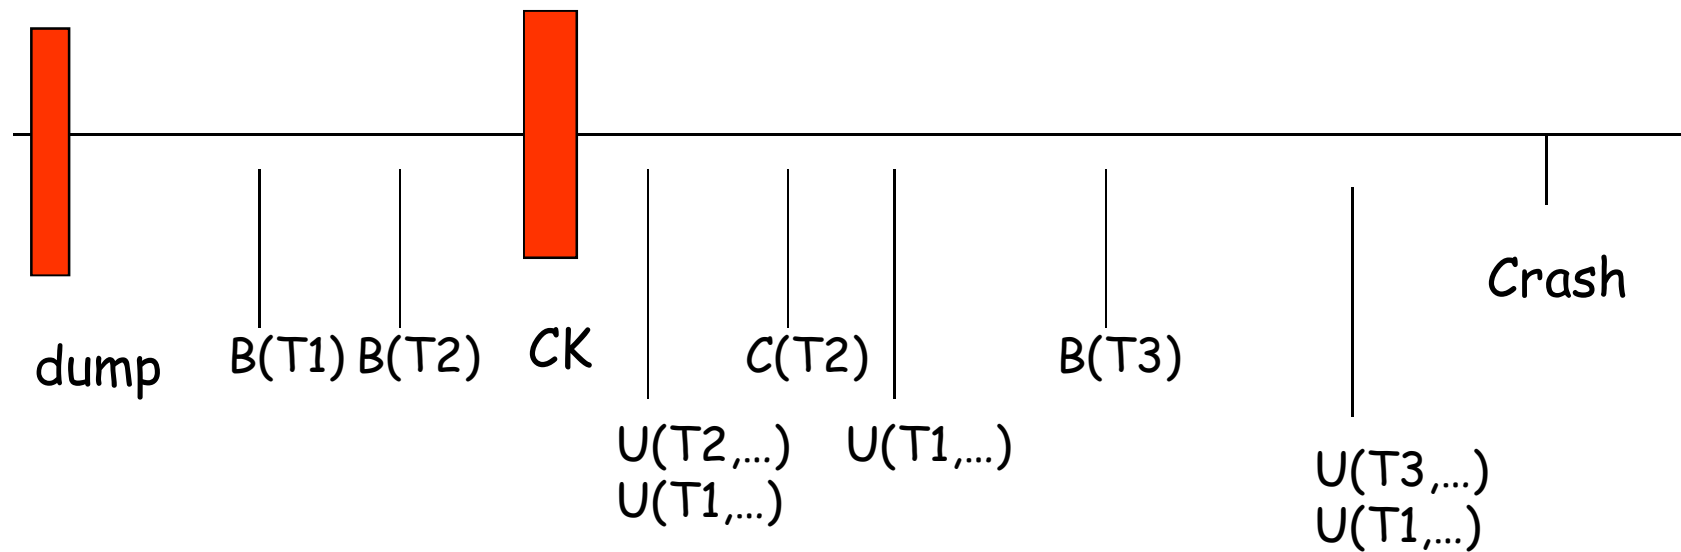 dump
B(T1)
B(T2)
CK
U(T2,...)
U(T1,...)
C(T2)
U(T1,...)
B(T3)
U(T3,...)
U(T1,...)
Crash